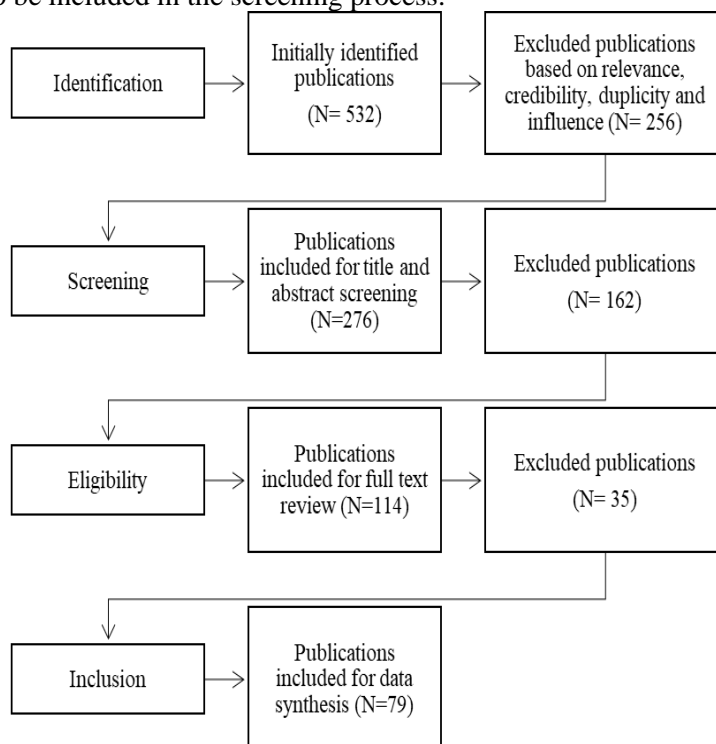 be included in the screening process.
Identification
Initially identified
publications
(N= 532)
Excluded publications
based on relevance,
credibility, duplicity and
influence (N= 256)
Screening
Publications
included for title and
abstract screening
(N=276)
Excluded publications
(N= 162)
Eligibility
Publications
included for full text
review (N=114)
Excluded publications
(N= 35)
Inclusion
Publications
included for data
synthesis (N=79)